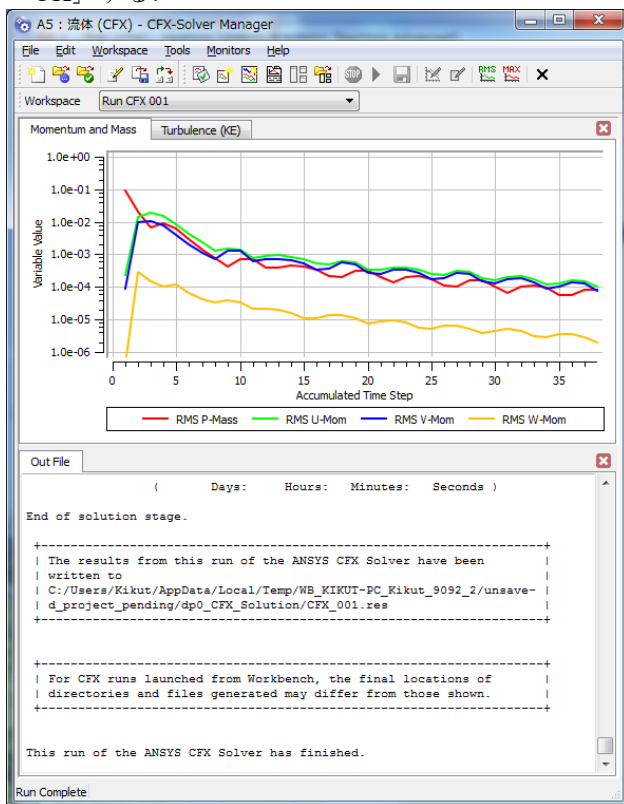 A5 : 流体 (CFX) - CFX-Solver Manager
File Edit Workspace Tools Monitors Help
STOP RMS MAX
Workspace Run CFX 001
Momentum and Mass Turbulence (KE)
1.0e+00
1.0e-01
1.0e-02
1.0e-03
1.0e-04
1.0e-05
1.0e-06
Variable Value
0 5 10 15 20 25 30 35
Accumulated Time Step
RMS P-Mass RMS U-Mom RMS V-Mom RMS W-Mom
Out File
( Days: Hours: Minutes: Seconds )
End of solution stage.
+--------------------------------------------------------------------+
| The results from this run of the ANSYS CFX Solver have been |
| written to |
| C:/Users/Kikut/AppData/Local/Temp/WB_KIKUT-PC_Kikut_9092_2/unsave- |
| d_project_pending/dp0_CFX_Solution/CFX_001.res |
+--------------------------------------------------------------------+
+--------------------------------------------------------------------+
| For CFX runs launched from Workbench, the final locations of |
| directories and files generated may differ from those shown. |
+--------------------------------------------------------------------+
This run of the ANSYS CFX Solver has finished.
Run Complete